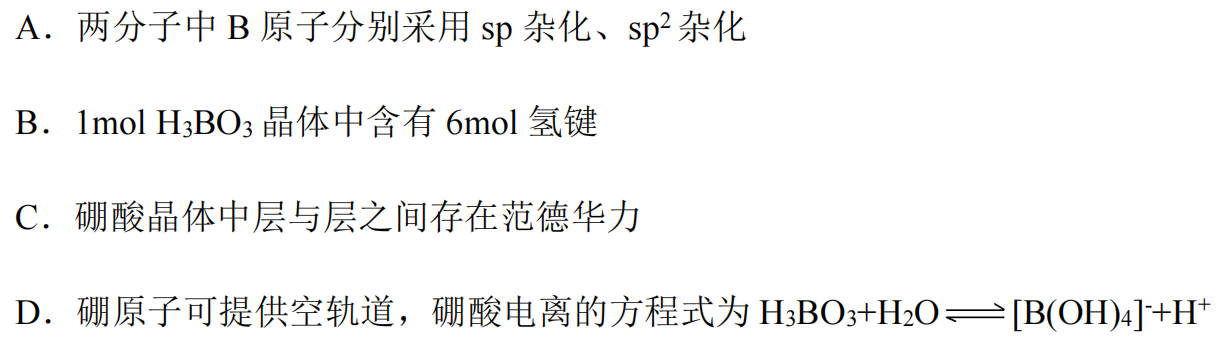 A．两分子中 B 原子分别采用 sp 杂化、sp² 杂化
B．1mol H₃BO₃ 晶体中含有 6mol 氢键
C．硼酸晶体中层与层之间存在范德华力
D．硼原子可提供空轨道，硼酸电离的方程式为 H₃BO₃+H₂O⇌[B(OH)₄]⁻+H⁺